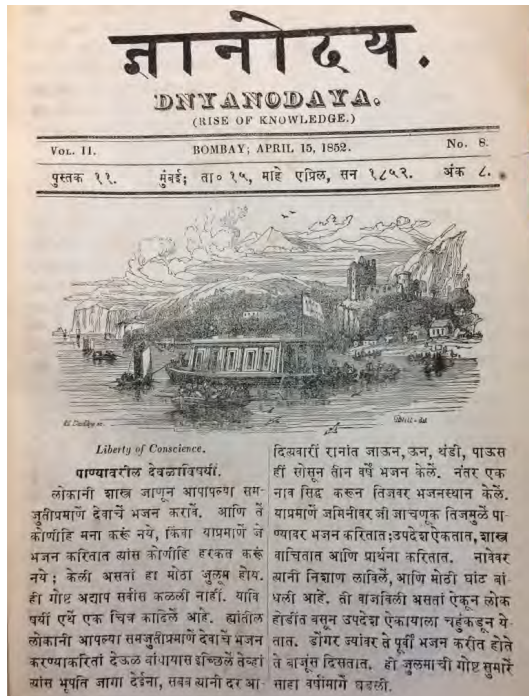 ज्ञानोदय.
DNYANODAYA.
(RISE OF KNOWLEDGE.)
VOL. 11. BOMBAY; APRIL 15, 1852. No. 8.
पुस्तक ११. मुंबई; ता० १५, माहे एप्रिल, सन १८५२. अंक ८.
Liberty of Conscience.
पाण्यावरील देवळाविषयीं.
लोकानी शास्त्र जाणून आपापल्या सम-
जुतीप्रमाणें देवाचें भजन करावें. आणि तें
कोणीहि मना करूं नये, किंवा याप्रमाणें जे
भजन करितात त्यांस कोणीहि हरकत करूं
नये; केली असतां हा मोठा जुलूम होय.
ही गोष्ट अद्याप सर्वांस कळली नाहीं. यावि
षयीं एथें एक चित्र काढिलें आहे. ह्यांतील
लोकानी आपल्या समजुतीप्रमाणें देवाचें भजन
करण्याकरितां देऊळ बांधायास इच्छिलें तेव्हां
त्यांस भूपति जागा देईना, सबब त्यानी दर आ-
दित्यवारीं रानांत जाऊन, ऊन, थंडी, पाऊस
हीं सोसून तीन वर्षें भजन केलें. नंतर एक
नाव सिद्ध करून तिजवर भजनस्थान केलें.
याप्रमाणें जमिनीवर जी जाचणूक तिजमुळें पा-
ण्यावर भजन करितात; उपदेश ऐकतात, शास्त्र
वाचितात आणि प्रार्थना करितात. नावेवर
त्यानी निशाण लाविलें, आणि मोठी घांट बां-
धली आहे. ती वाजविली असतां ऐकून लोक
होडींत बसून उपदेश ऐकायाला चहुंकडून ये-
तात. डोंगर ज्यांवर ते पूर्वीं भजन करीत होते
ते बाजूंस दिसतात. ही जुलमाची गोष्ट सुमारें
साहा वर्षांमागें घडली.